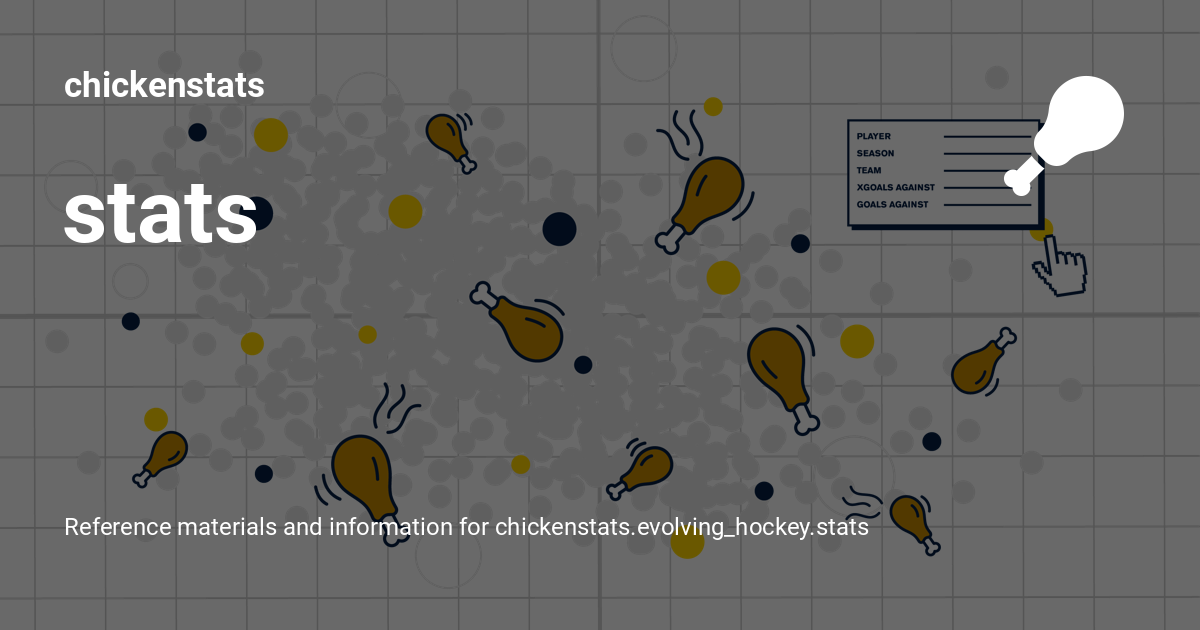 chickenstats
stats
PLAYER
SEASON
TEAM
XGOALS AGAINST
GOALS AGAINST
Reference materials and information for chickenstats.evolving_hockey.stats